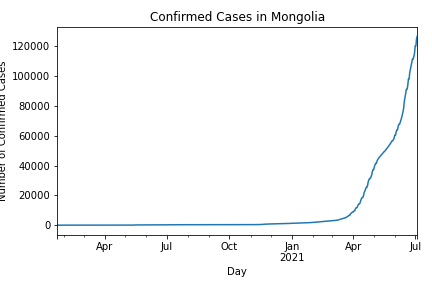 Confirmed Cases in Mongolia
120000
100000
80000
60000
40000
20000
0
Number of Confirmed Cases
Apr
Jul
Oct
Jan
2021
Apr
Jul
Day